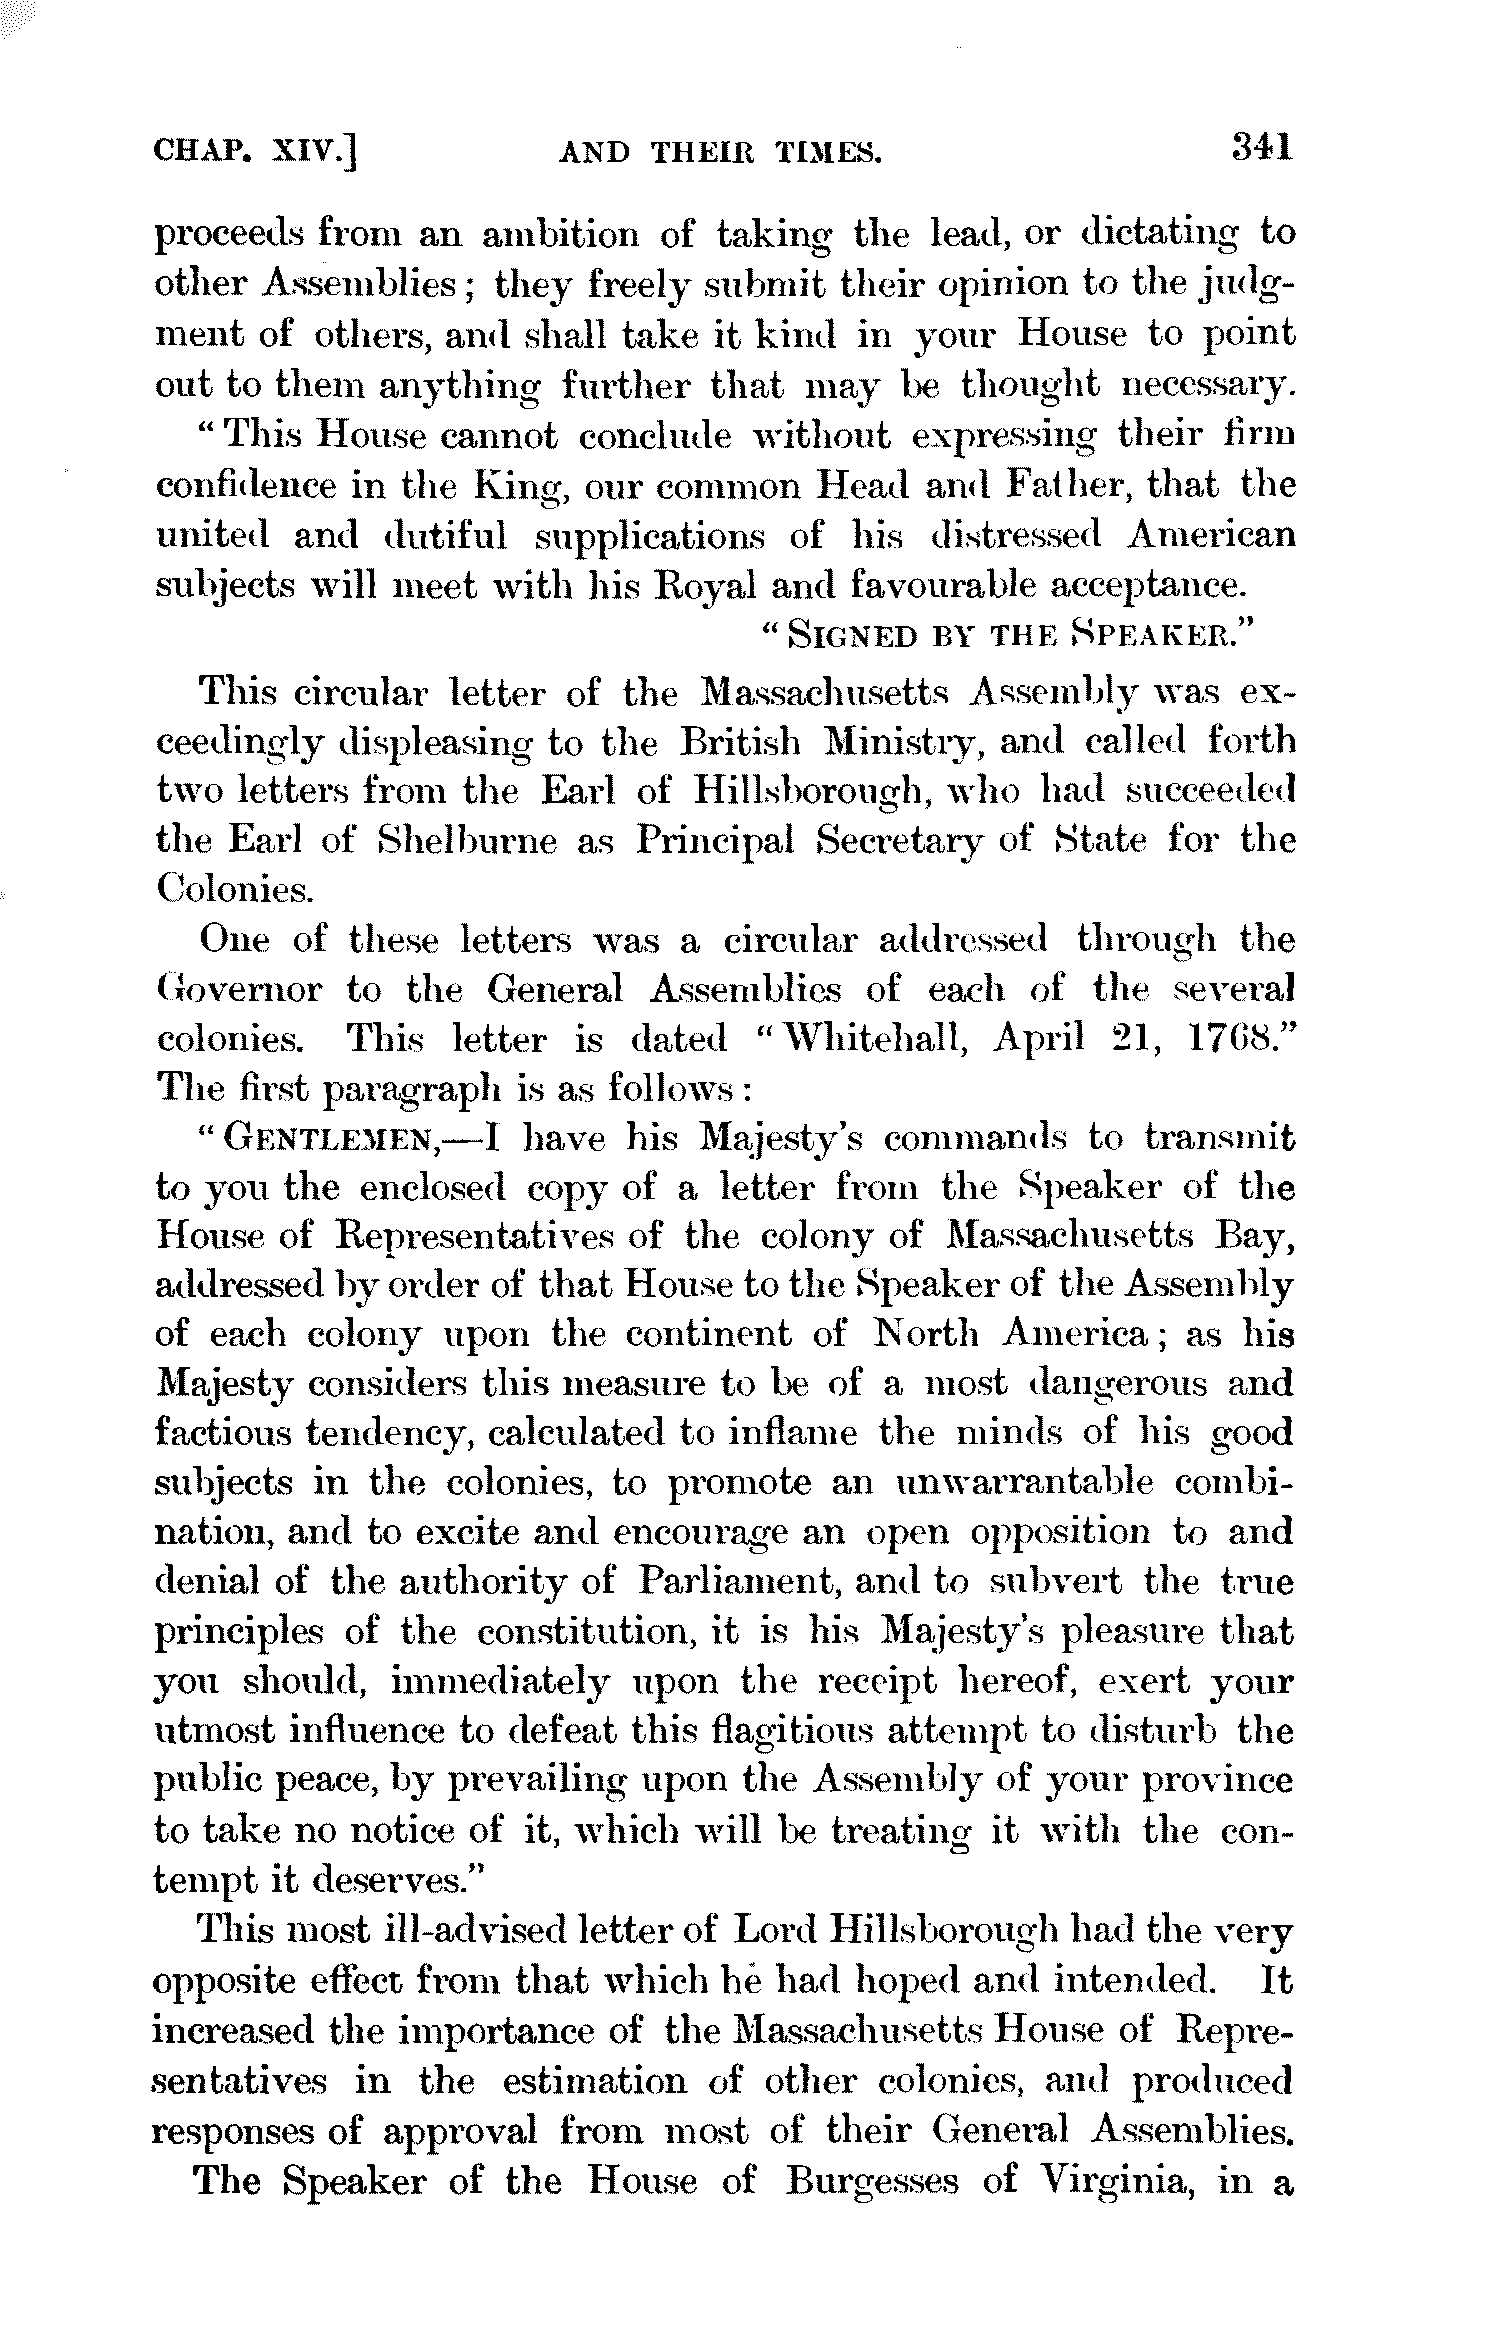 CHAP. XIV.] AND THEIR TIMES. 341
proceeds from an ambition of taking the lead, or dictating to
other Assemblies; they freely submit their opinion to the judg-
ment of others, and shall take it kind in your House to point
out to them anything further that may be thought necessary.
"This House cannot conclude without expressing their firm
confidence in the King, our common Head and Father, that the
united and dutiful supplications of his distressed American
subjects will meet with his Royal and favourable acceptance.
"SIGNED BY THE SPEAKER."
This circular letter of the Massachusetts Assembly was ex-
ceedingly displeasing to the British Ministry, and called forth
two letters from the Earl of Hillsborough, who had succeeded
the Earl of Shelburne as Principal Secretary of State for the
Colonies.
One of these letters was a circular addressed through the
Governor to the General Assemblies of each of the several
colonies. This letter is dated "Whitehall, April 21, 1768."
The first paragraph is as follows:
"GENTLEMEN,—I have his Majesty's commands to transmit
to you the enclosed copy of a letter from the Speaker of the
House of Representatives of the colony of Massachusetts Bay,
addressed by order of that House to the Speaker of the Assembly
of each colony upon the continent of North America; as his
Majesty considers this measure to be of a most dangerous and
factious tendency, calculated to inflame the minds of his good
subjects in the colonies, to promote an unwarrantable combi-
nation, and to excite and encourage an open opposition to and
denial of the authority of Parliament, and to subvert the true
principles of the constitution, it is his Majesty's pleasure that
you should, immediately upon the receipt hereof, exert your
utmost influence to defeat this flagitious attempt to disturb the
public peace, by prevailing upon the Assembly of your province
to take no notice of it, which will be treating it with the con-
tempt it deserves."
This most ill-advised letter of Lord Hillsborough had the very
opposite effect from that which he had hoped and intended. It
increased the importance of the Massachusetts House of Repre-
sentatives in the estimation of other colonies, and produced
responses of approval from most of their General Assemblies.
The Speaker of the House of Burgesses of Virginia, in a